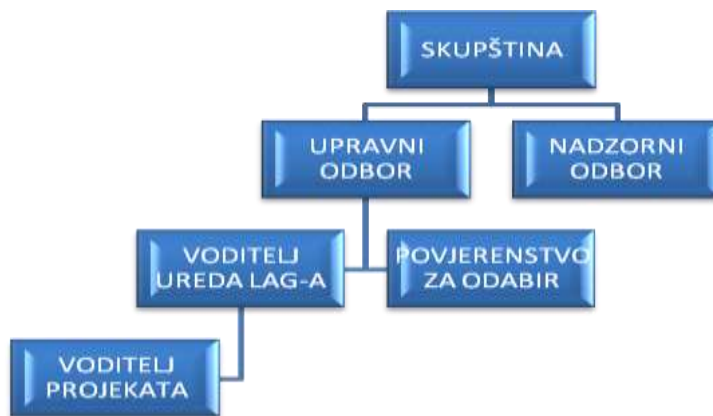 SKUPŠTINA
UPRAVNI
ODBOR
NADZORNI
ODBOR
VODITELJ
UREDA LAG-A
POVJERENSTVO
ZA ODABIR
VODITELJ
PROJEKATA